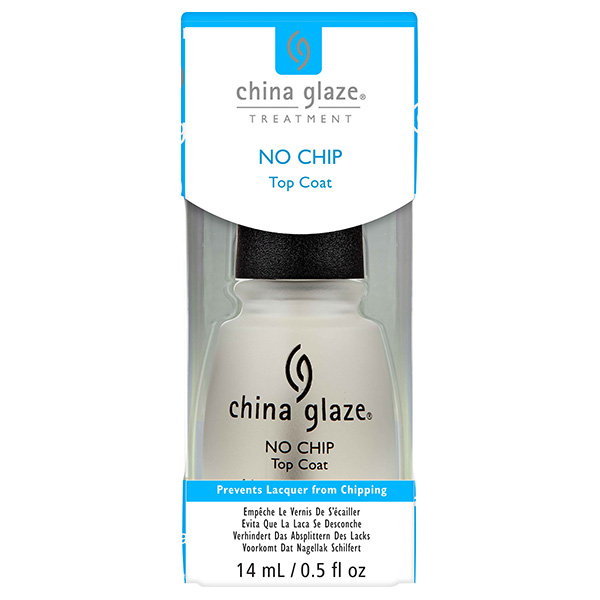 china glaze®
TREATMENT
NO CHIP
Top Coat
china glaze®
NO CHIP
Top Coat
Prevents Lacquer from Chipping
Empêche Le Vernis De S'écailler
Evita Que La Laca Se Desconche
Verhindert Das Absplittern Des Lacks
Voorkomt Dat Nagellak Schilfert
14 mL / 0.5 fl oz